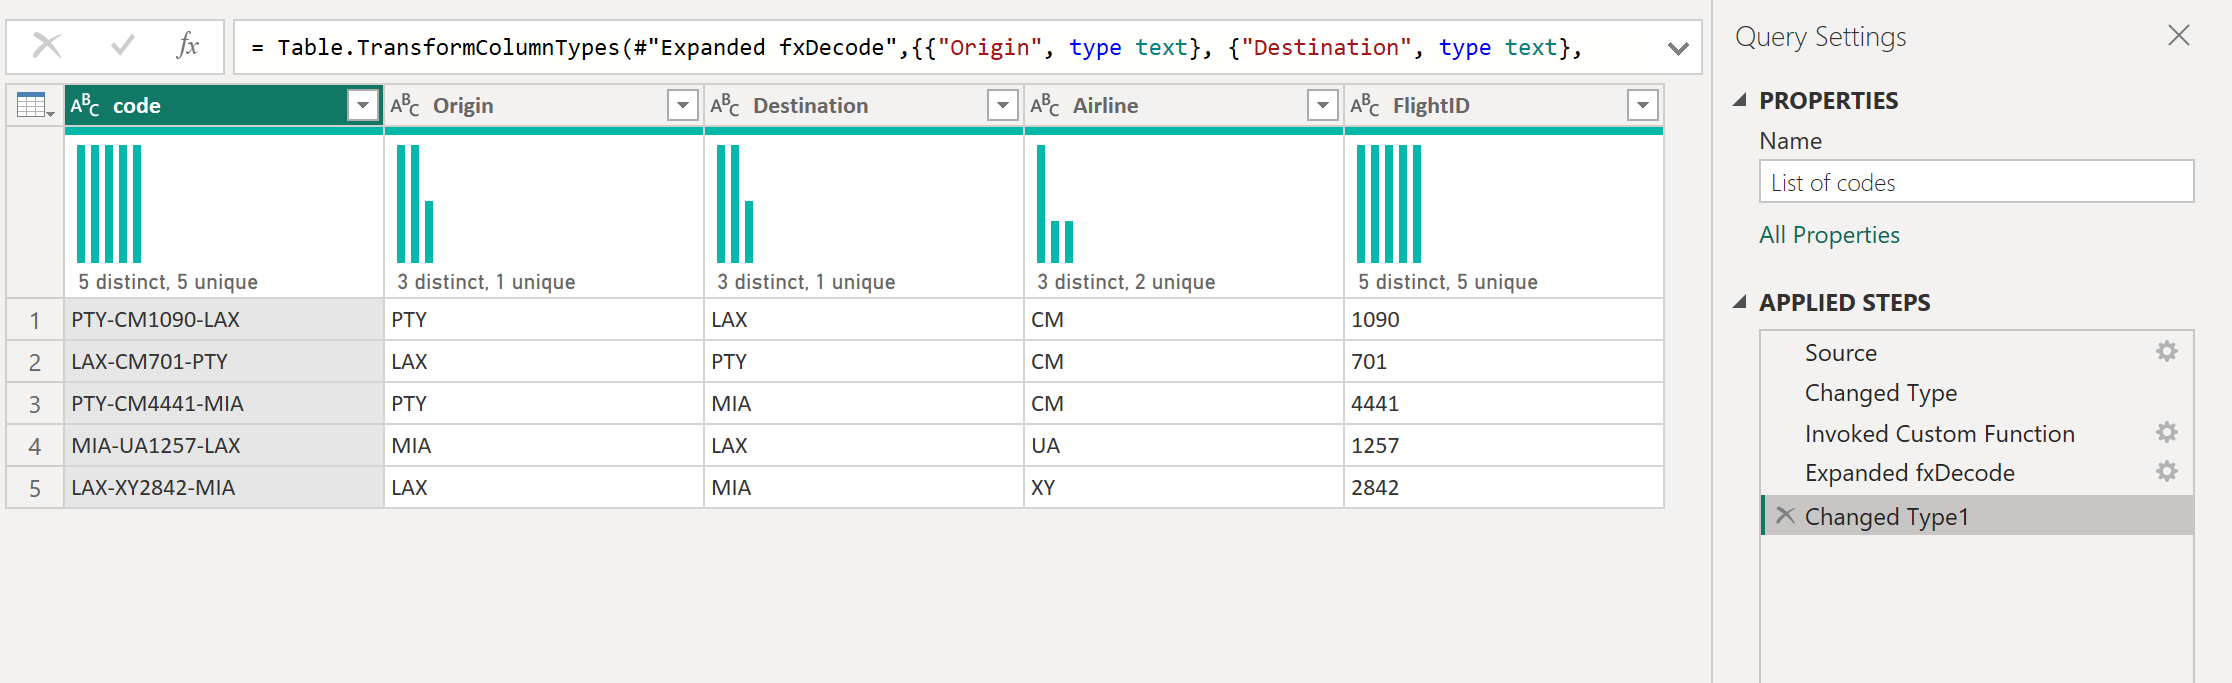 fx = Table.TransformColumnTypes(#"Expanded fxDecode",{{"Origin", type text}, {"Destination", type text},
ABC code ABC Origin ABC Destination ABC Airline ABC FlightID
5 distinct, 5 unique 3 distinct, 1 unique 3 distinct, 1 unique 3 distinct, 2 unique 5 distinct, 5 unique
1 PTY-CM1090-LAX PTY LAX CM 1090
2 LAX-CM701-PTY LAX PTY CM 701
3 PTY-CM4441-MIA PTY MIA CM 4441
4 MIA-UA1257-LAX MIA LAX UA 1257
5 LAX-XY2842-MIA LAX MIA XY 2842
Query Settings
PROPERTIES
Name
List of codes
All Properties
APPLIED STEPS
Source
Changed Type
Invoked Custom Function
Expanded fxDecode
Changed Type1